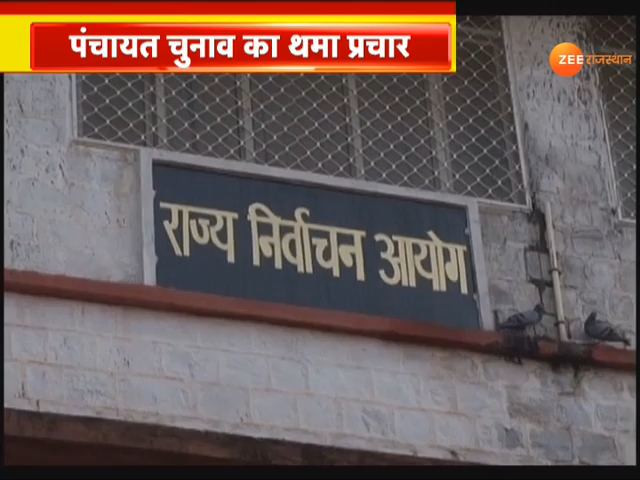 पंचायत चुनाव का थमा प्रचार
ZEE राजस्थान
राज्य निर्वाचन आयोग